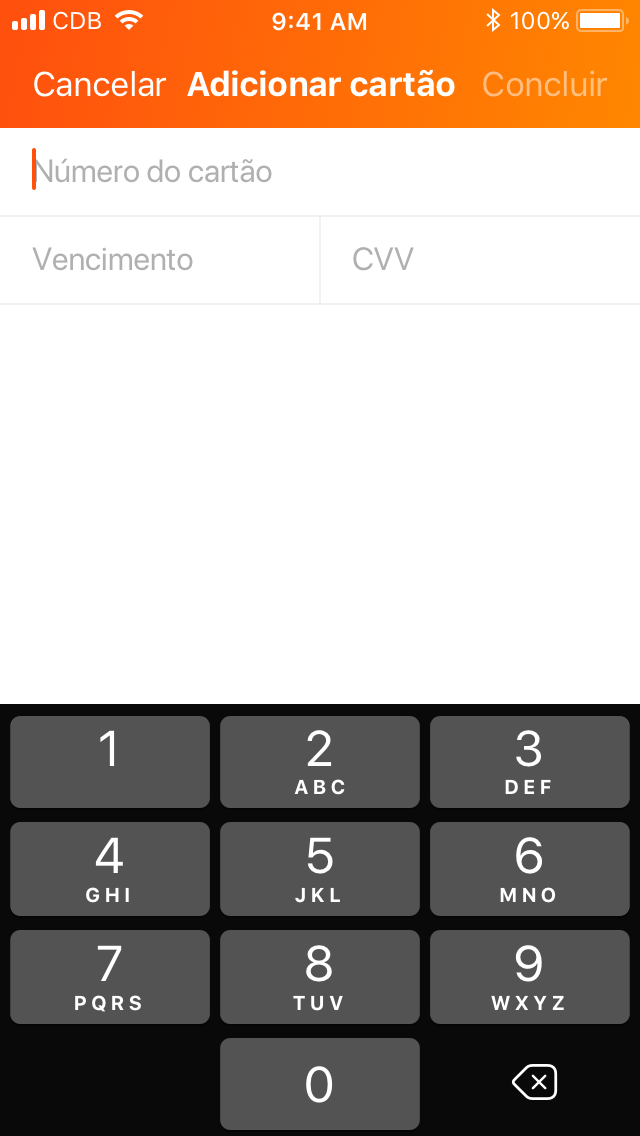 CDB 9:41 AM 100%
Cancelar Adicionar cartão Concluir
Número do cartão
Vencimento CVV
1 2 3
ABC DEF
4 5 6
GHI JKL MNO
7 8 9
PQRS TUV WXYZ
0